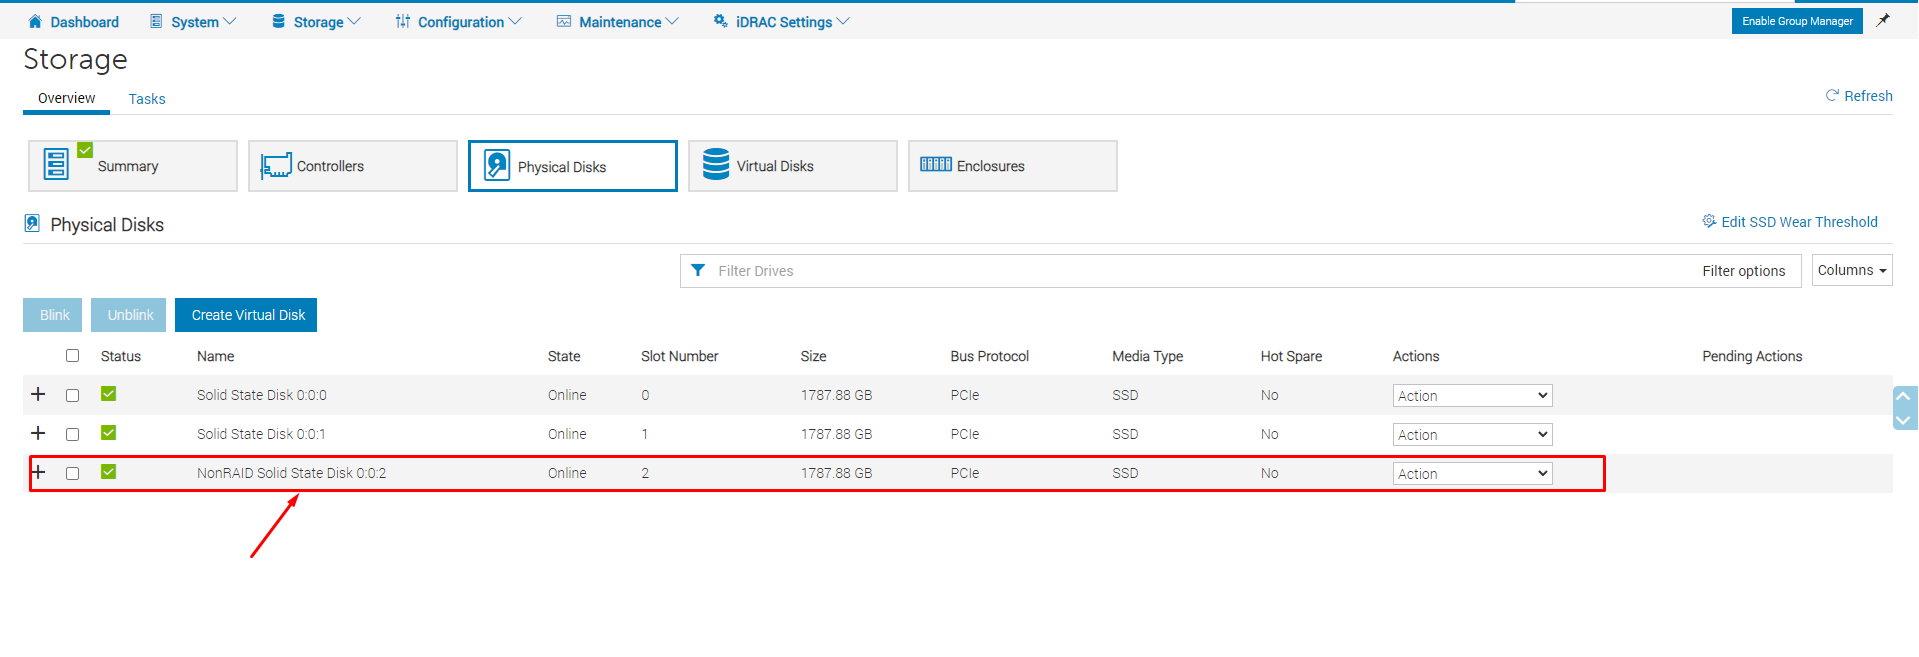 Dashboard System Storage Configuration Maintenance iDRAC Settings Enable Group Manager
Storage
Overview Tasks Refresh
Summary Controllers Physical Disks Virtual Disks Enclosures
Physical Disks Edit SSD Wear Threshold
Filter Drives Filter options Columns
Blink Unblink Create Virtual Disk
Status Name State Slot Number Size Bus Protocol Media Type Hot Spare Actions Pending Actions
Solid State Disk 0:0:0 Online 0 1787.88 GB PCIe SSD No Action
Solid State Disk 0:0:1 Online 1 1787.88 GB PCIe SSD No Action
NonRAID Solid State Disk 0:0:2 Online 2 1787.88 GB PCIe SSD No Action